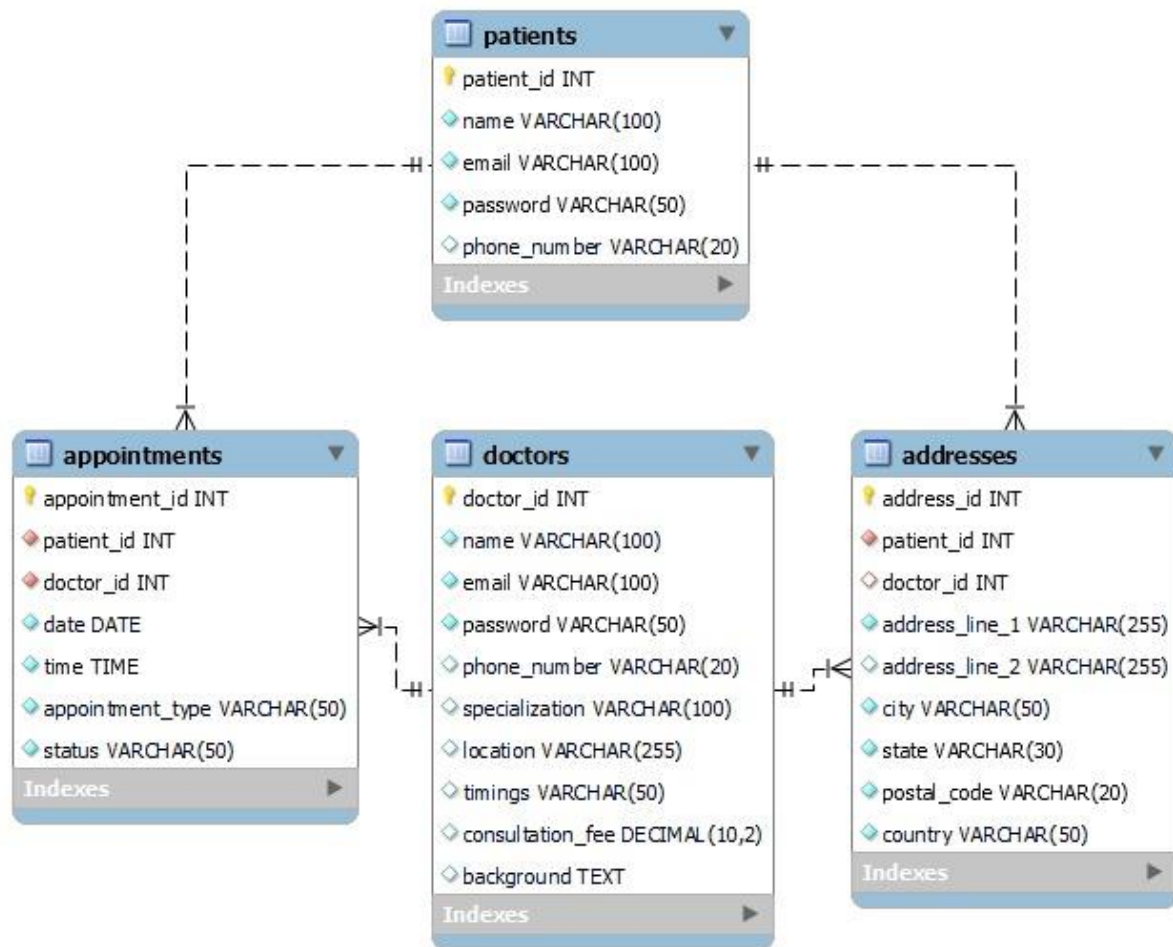 patients
patient_id INT
name VARCHAR(100)
email VARCHAR(100)
password VARCHAR(50)
phone_number VARCHAR(20)
Indexes
appointments
appointment_id INT
patient_id INT
doctor_id INT
date DATE
time TIME
appointment_type VARCHAR(50)
status VARCHAR(50)
Indexes
doctors
doctor_id INT
name VARCHAR(100)
email VARCHAR(100)
password VARCHAR(50)
phone_number VARCHAR(20)
specialization VARCHAR(100)
location VARCHAR(255)
timings VARCHAR(50)
consultation_fee DECIMAL(10,2)
background TEXT
Indexes
addresses
address_id INT
patient_id INT
doctor_id INT
address_line_1 VARCHAR(255)
address_line_2 VARCHAR(255)
city VARCHAR(50)
state VARCHAR(30)
postal_code VARCHAR(20)
country VARCHAR(50)
Indexes